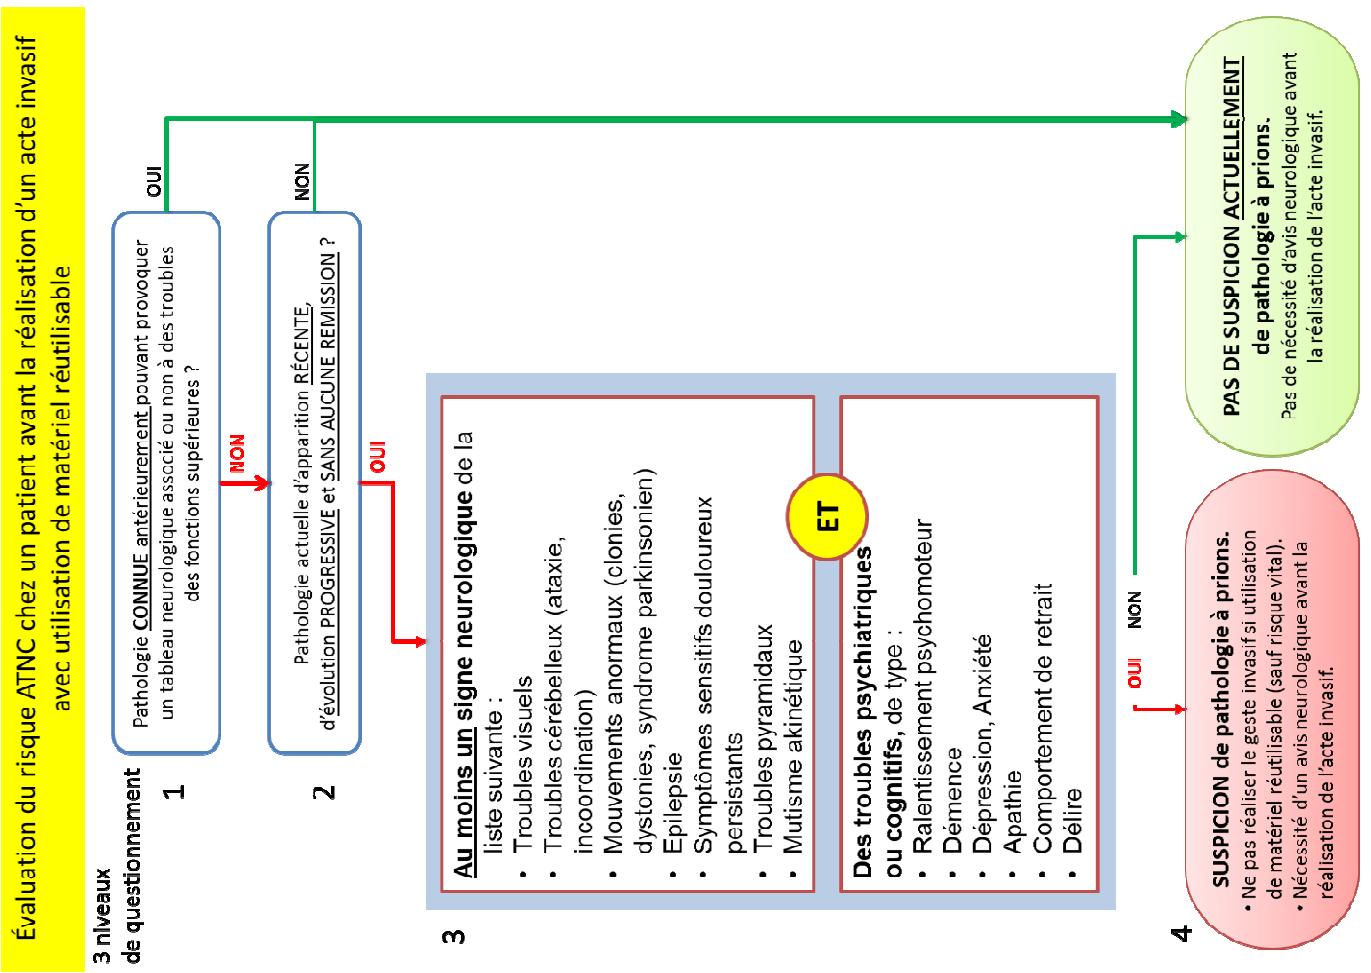 Évaluation du risque ATNC chez un patient avant la réalisation d'un acte invasif
avec utilisation de matériel réutilisable
3 niveaux
de questionnement
1
Pathologie CONNUE antérieurement pouvant provoquer
un tableau neurologique associé ou non à des troubles
des fonctions supérieures ?
OUI
NON
2
Pathologie actuelle d'apparition RÉCENTE,
d'évolution PROGRESSIVE et SANS AUCUNE REMISSION ?
NON
OUI
3
Au moins un signe neurologique de la
liste suivante :
• Troubles visuels
• Troubles cérébelleux (ataxie,
incoordination)
• Mouvements anormaux (clonies,
dystonies, syndrome parkinsonien)
• Epilepsie
• Symptômes sensitifs douloureux
persistants
• Troubles pyramidaux
• Mutisme akinétique
ET
Des troubles psychiatriques
ou cognitifs, de type :
• Ralentissement psychomoteur
• Démence
• Dépression, Anxiété
• Apathie
• Comportement de retrait
• Délire
OUI
NON
4
SUSPICION de pathologie à prions.
• Ne pas réaliser le geste invasif si utilisation
de matériel réutilisable (sauf risque vital).
• Nécessité d'un avis neurologique avant la
réalisation de l'acte invasif.
PAS DE SUSPICION ACTUELLEMENT
de pathologie à prions.
Pas de nécessité d'avis neurologique avant
la réalisation de l'acte invasif.